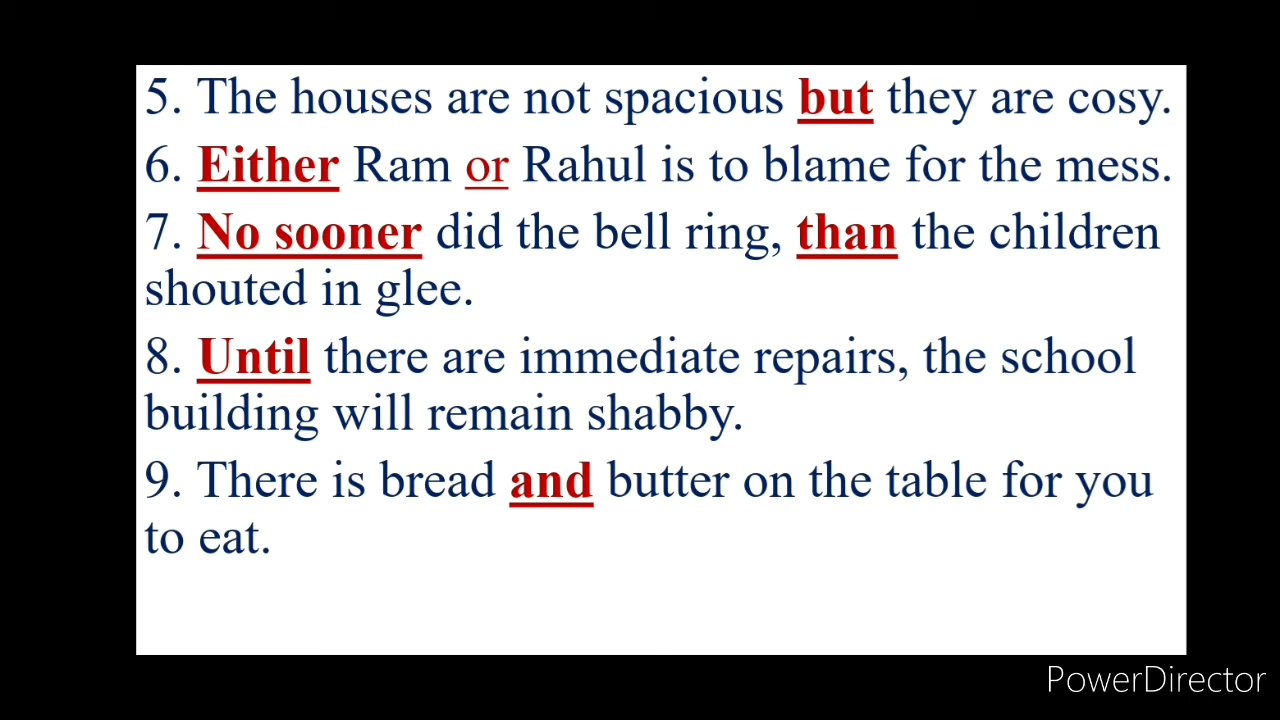 5. The houses are not spacious but they are cosy.
6. Either Ram or Rahul is to blame for the mess.
7. No sooner did the bell ring, than the children
shouted in glee.
8. Until there are immediate repairs, the school
building will remain shabby.
9. There is bread and butter on the table for you
to eat.
PowerDirector